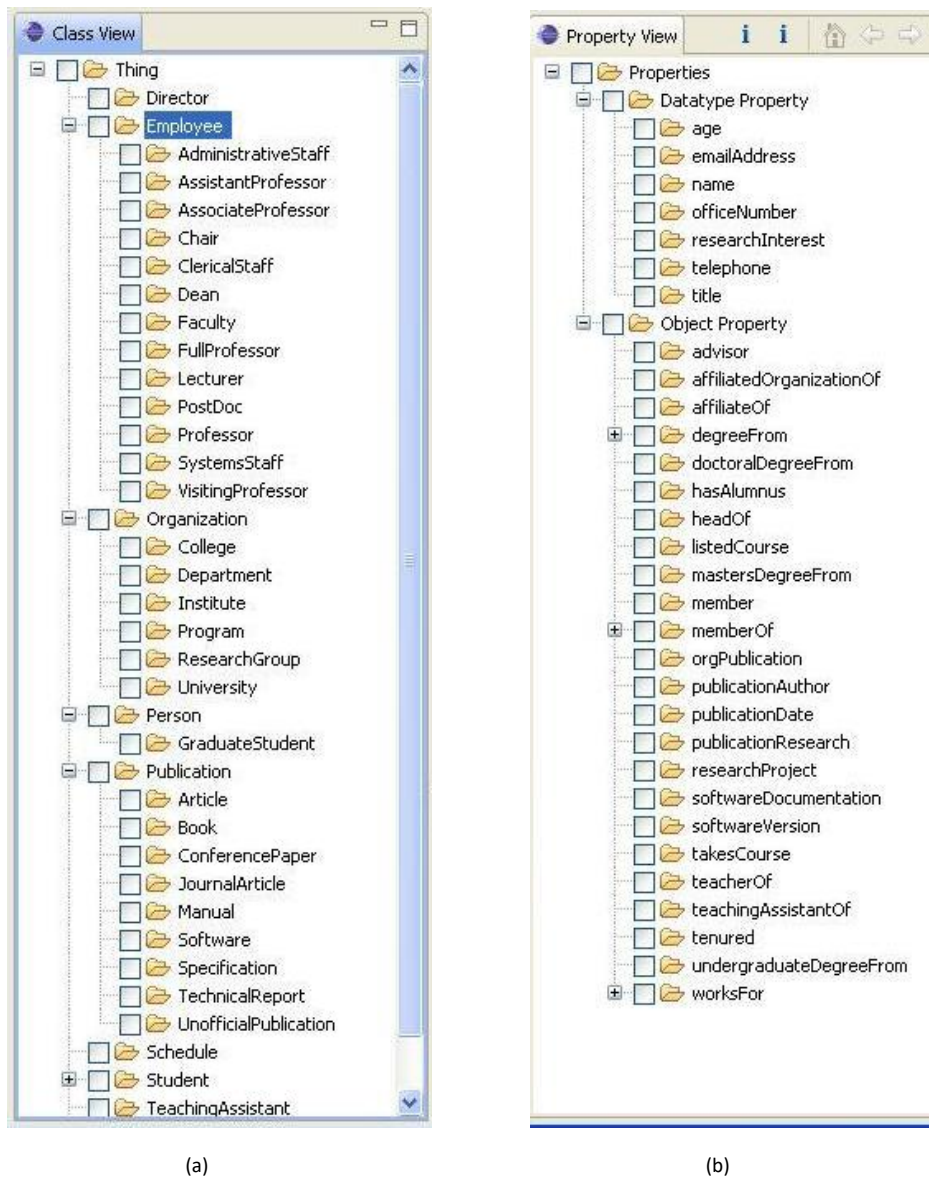 Class View
Thing
Director
Employee
AdministrativeStaff
AssistantProfessor
AssociateProfessor
Chair
ClericalStaff
Dean
Faculty
FullProfessor
Lecturer
PostDoc
Professor
SystemsStaff
VisitingProfessor
Organization
College
Department
Institute
Program
ResearchGroup
University
Person
GraduateStudent
Publication
Article
Book
ConferencePaper
JournalArticle
Manual
Software
Specification
TechnicalReport
UnofficialPublication
Schedule
Student
TeachingAssistant
(a)
Property View
i i
Properties
Datatype Property
age
emailAddress
name
officeNumber
researchInterest
telephone
title
Object Property
advisor
affiliatedOrganizationOf
affiliateOf
degreeFrom
doctoralDegreeFrom
hasAlumnus
headOf
listedCourse
mastersDegreeFrom
member
memberOf
orgPublication
publicationAuthor
publicationDate
publicationResearch
researchProject
softwareDocumentation
softwareVersion
takesCourse
teacherOf
teachingAssistantOf
tenured
undergraduateDegreeFrom
worksFor
(b)